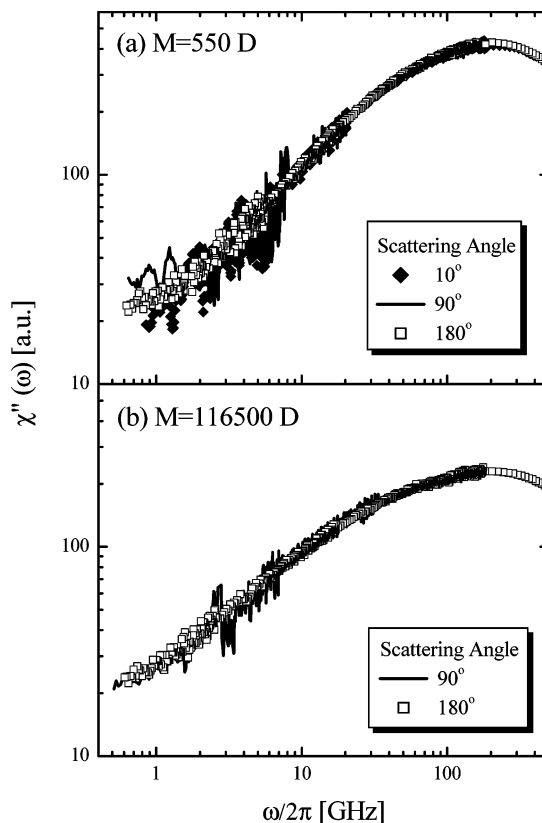 (a) M=550 D
100
10
Scattering Angle
10°
90°
180°
χ'' (ω) [a.u.]
(b) M=116500 D
100
10
Scattering Angle
90°
180°
1
10
100
ω/2π [GHz]